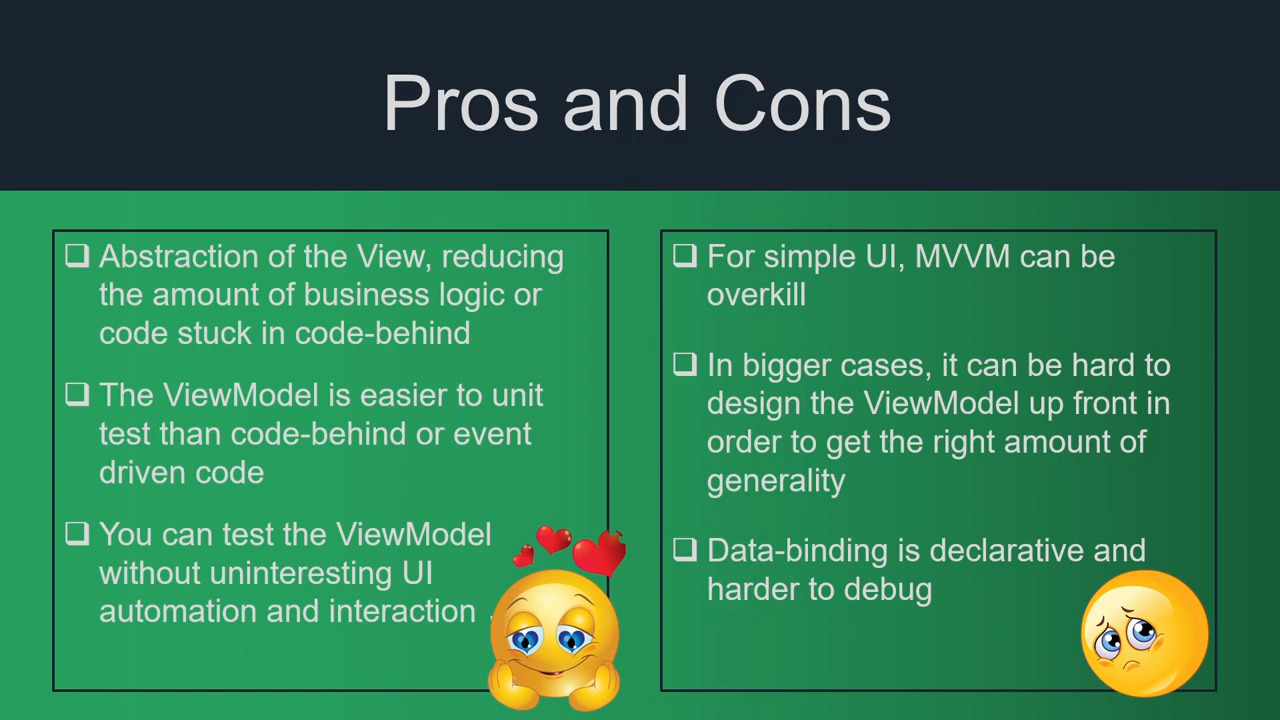 Pros and Cons
Abstraction of the View, reducing
the amount of business logic or
code stuck in code-behind
The ViewModel is easier to unit
test than code-behind or event
driven code
You can test the ViewModel
without uninteresting UI
automation and interaction
For simple UI, MVVM can be
overkill
In bigger cases, it can be hard to
design the ViewModel up front in
order to get the right amount of
generality
Data-binding is declarative and
harder to debug